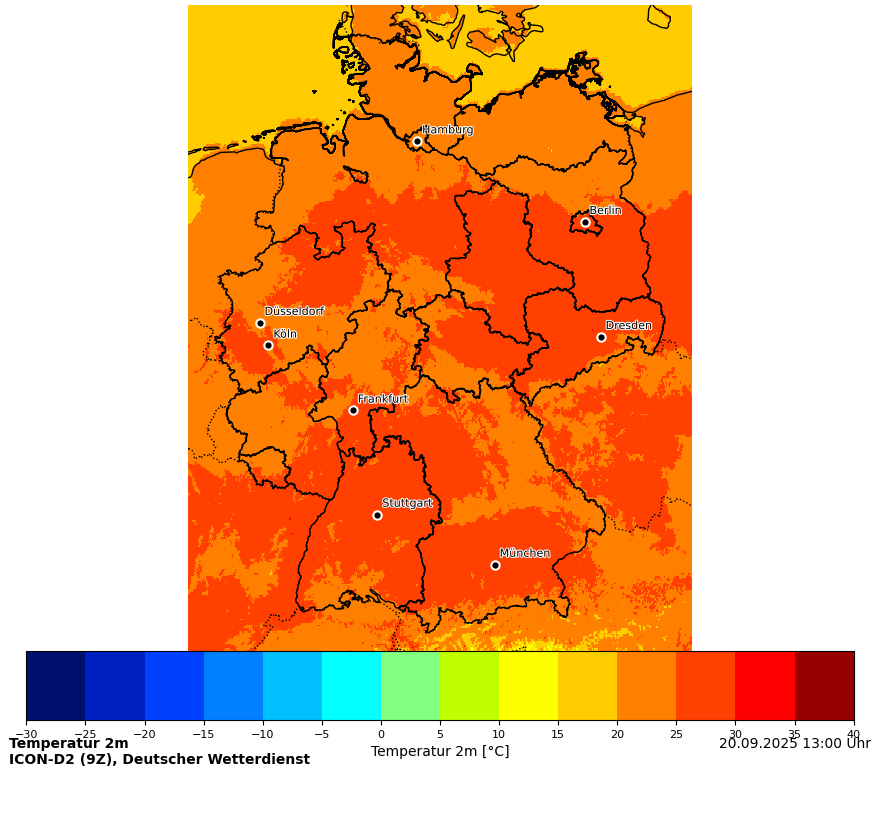 Hamburg
Berlin
Düsseldorf
Köln
Dresden
Frankfurt
Stuttgart
München
−30 −25 −20 −15 −10 −5 0 5 10 15 20 25 30 35 40
Temperatur 2m [°C]
Temperatur 2m
ICON-D2 (9Z), Deutscher Wetterdienst
20.09.2025 13:00 Uhr